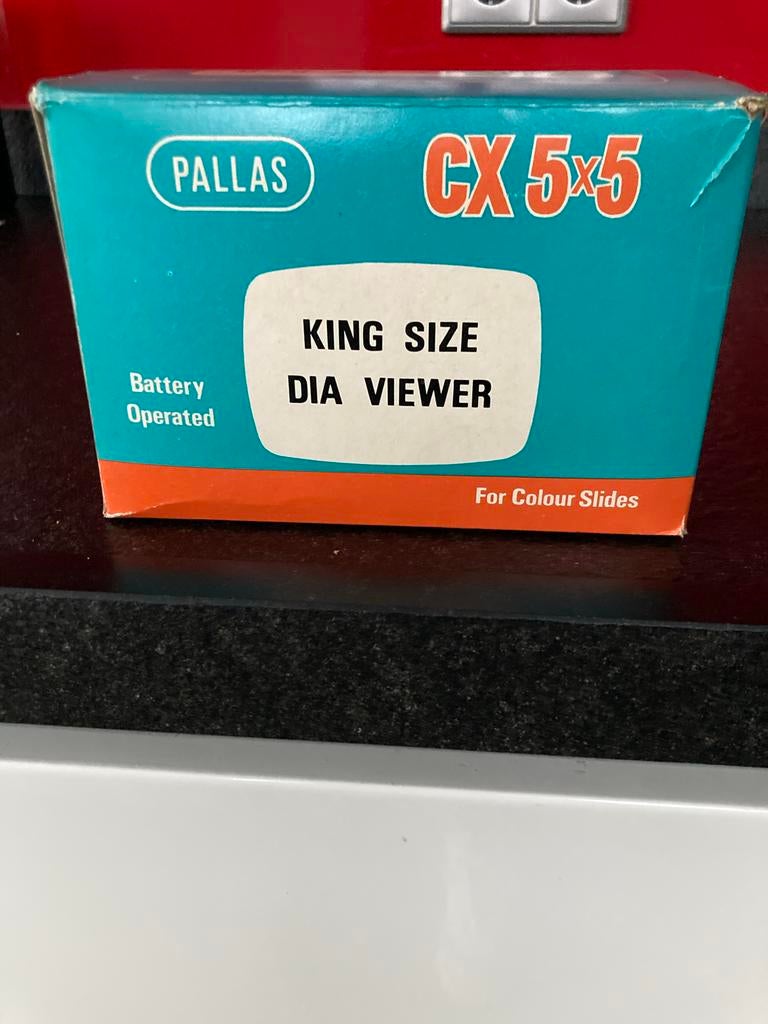 PALLAS
CX 5x5
KING SIZE
DIA VIEWER
Battery
Operated
For Colour Slides